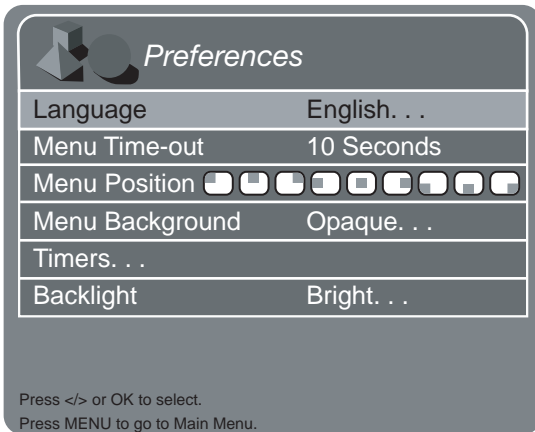 Preferences
Language English. . .
Menu Time-out 10 Seconds
Menu Position
Menu Background Opaque. . .
Timers. . .
Backlight Bright. . .
Press </> or OK to select.
Press MENU to go to Main Menu.